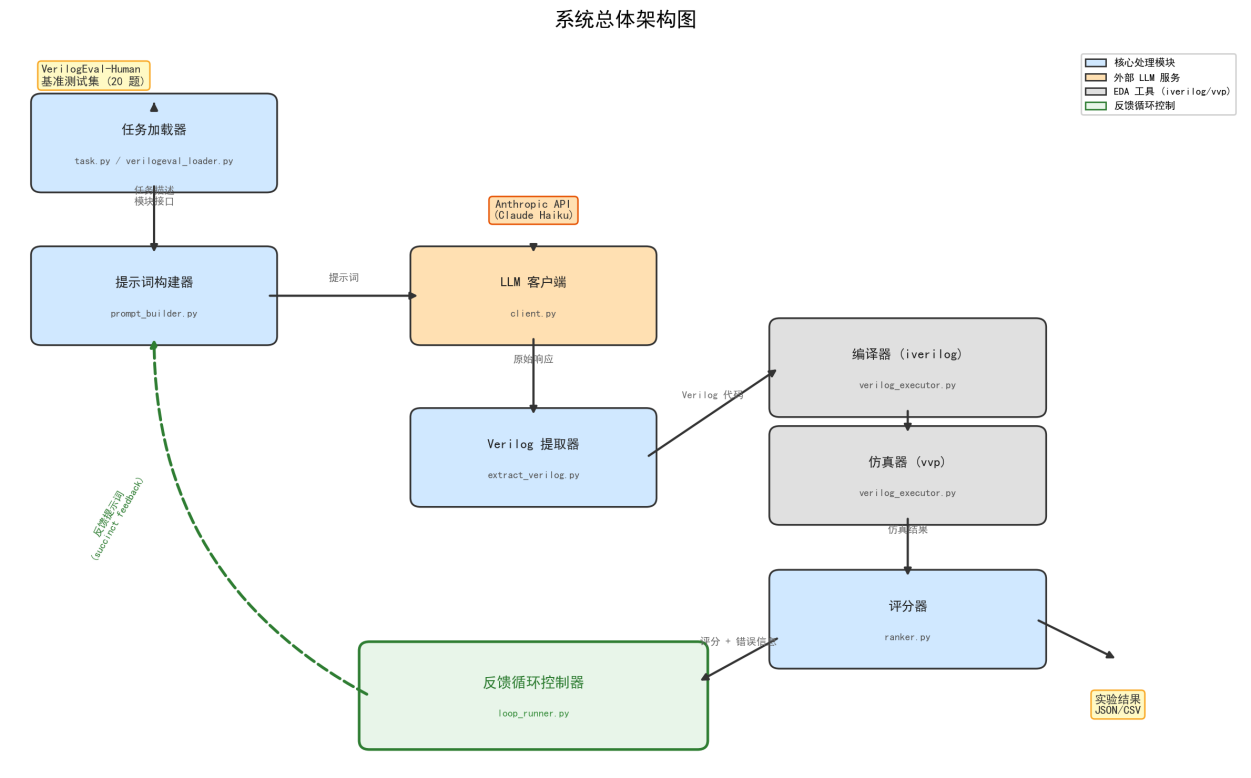 系统总体架构图
VerilogEval-Human
基准测试集 (20 题)
核心处理模块
外部 LLM 服务
EDA 工具 (iverilog/vvp)
反馈循环控制
任务加载器
task.py / verilogeval_loader.py
任务描述
模块接口
Anthropic API
(Claude Haiku)
提示词构建器
prompt_builder.py
提示词
LLM 客户端
client.py
原始响应
编译器 (iverilog)
verilog_executor.py
Verilog 代码
Verilog 提取器
extract_verilog.py
仿真器 (vvp)
verilog_executor.py
仿真结果
反馈提示词
(succinct feedback)
评分器
ranker.py
评分 + 错误信息
反馈循环控制器
loop_runner.py
实验结果
JSON/CSV